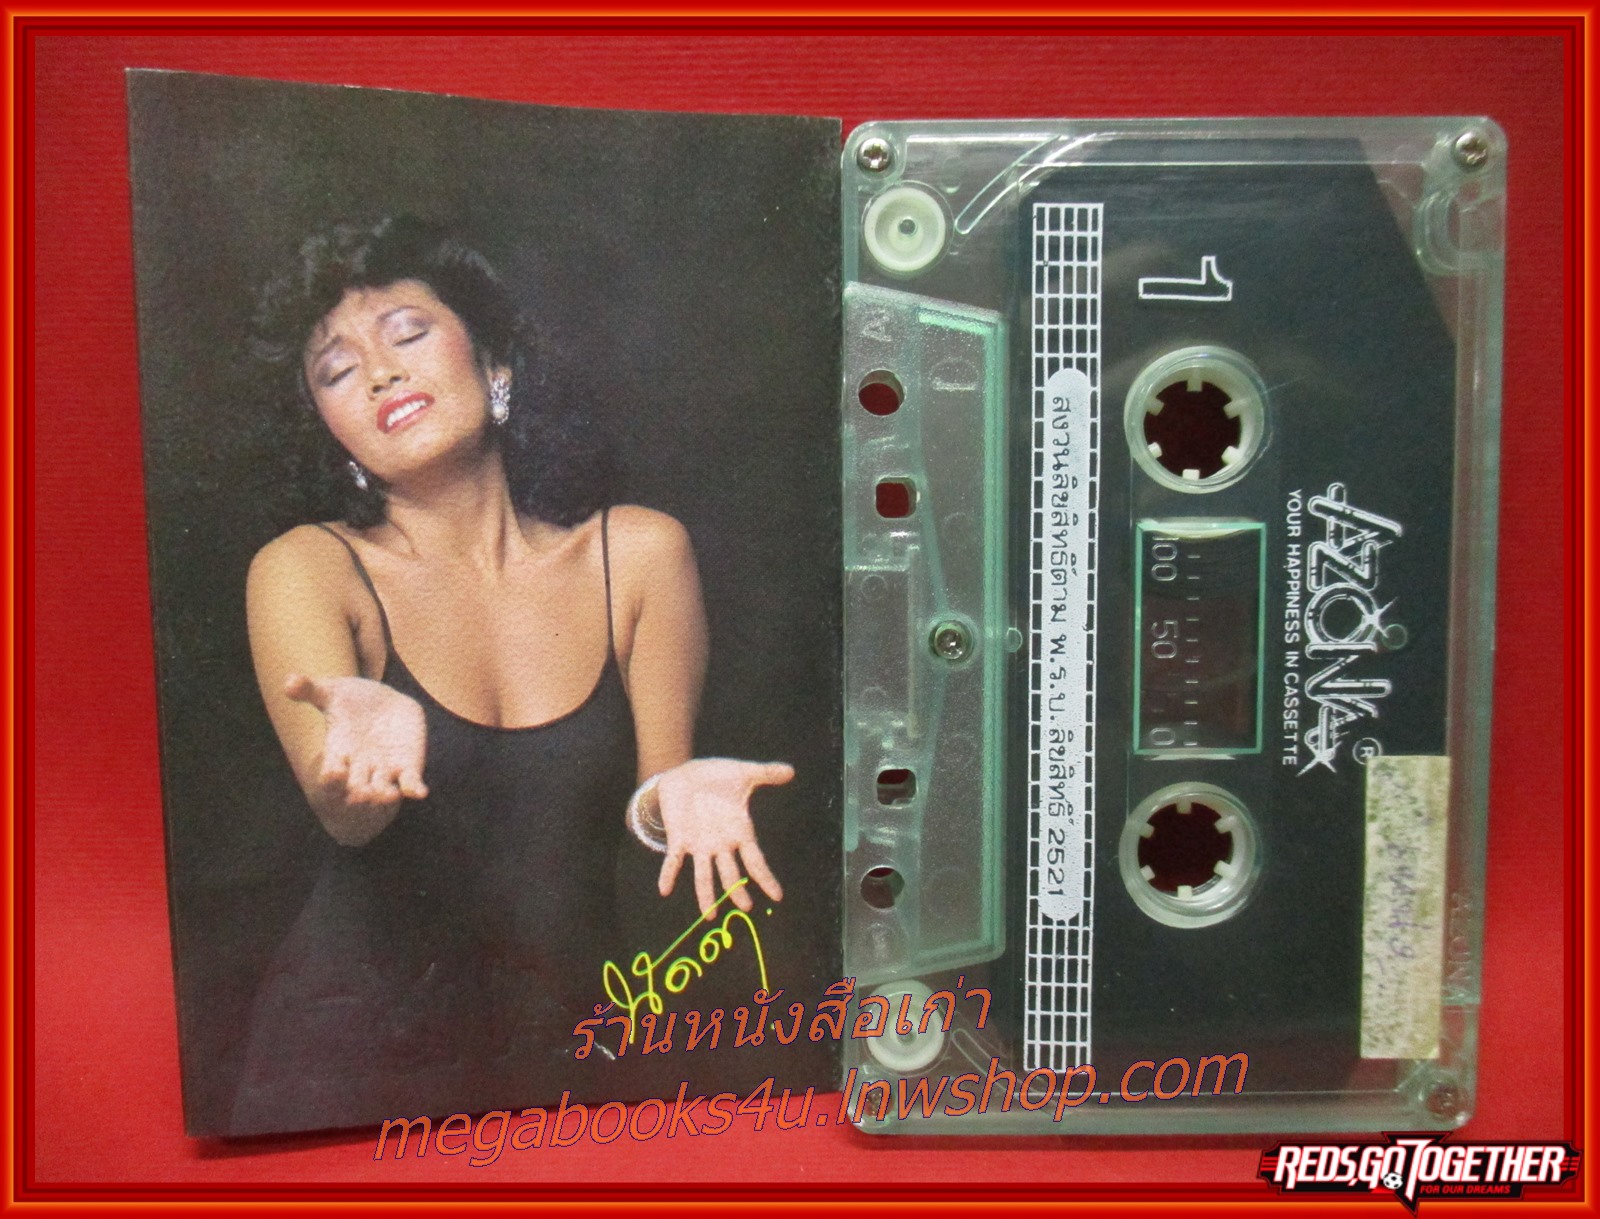 A
1
สงวนลิขสิทธิ์ตาม พ.ร.บ.ลิขสิทธิ์ 2521
100 50 0
AZONA ®
YOUR HAPPINESS IN CASSETTE
ร้านหนังสือเก่า
megabooks4u.lnwshop.com
REDS,GO TOGETHER
FOR OUR DREAMS